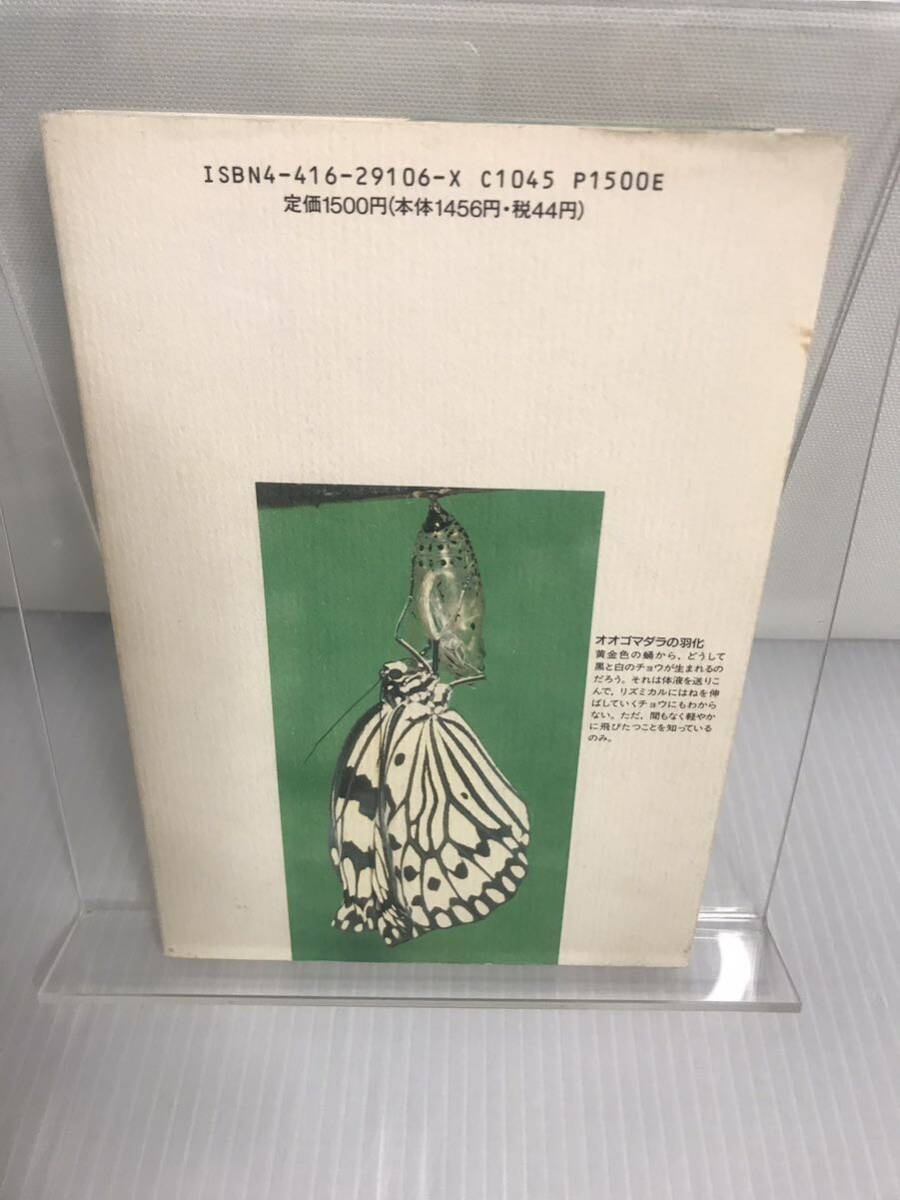 ISBN4-416-29106-X C1045 P1500E
定価1500円(本体1456円・税44円)
オオゴマダラの羽化
黄金色の蛹から、どうして
黒と白のチョウが生まれるの
だろう。それは体液を送りこ
んで、リズミカルにはねを伸
ばしていくチョウにもわから
ない。ただ、間もなく軽やか
に飛びたつことを知っている
のみ。